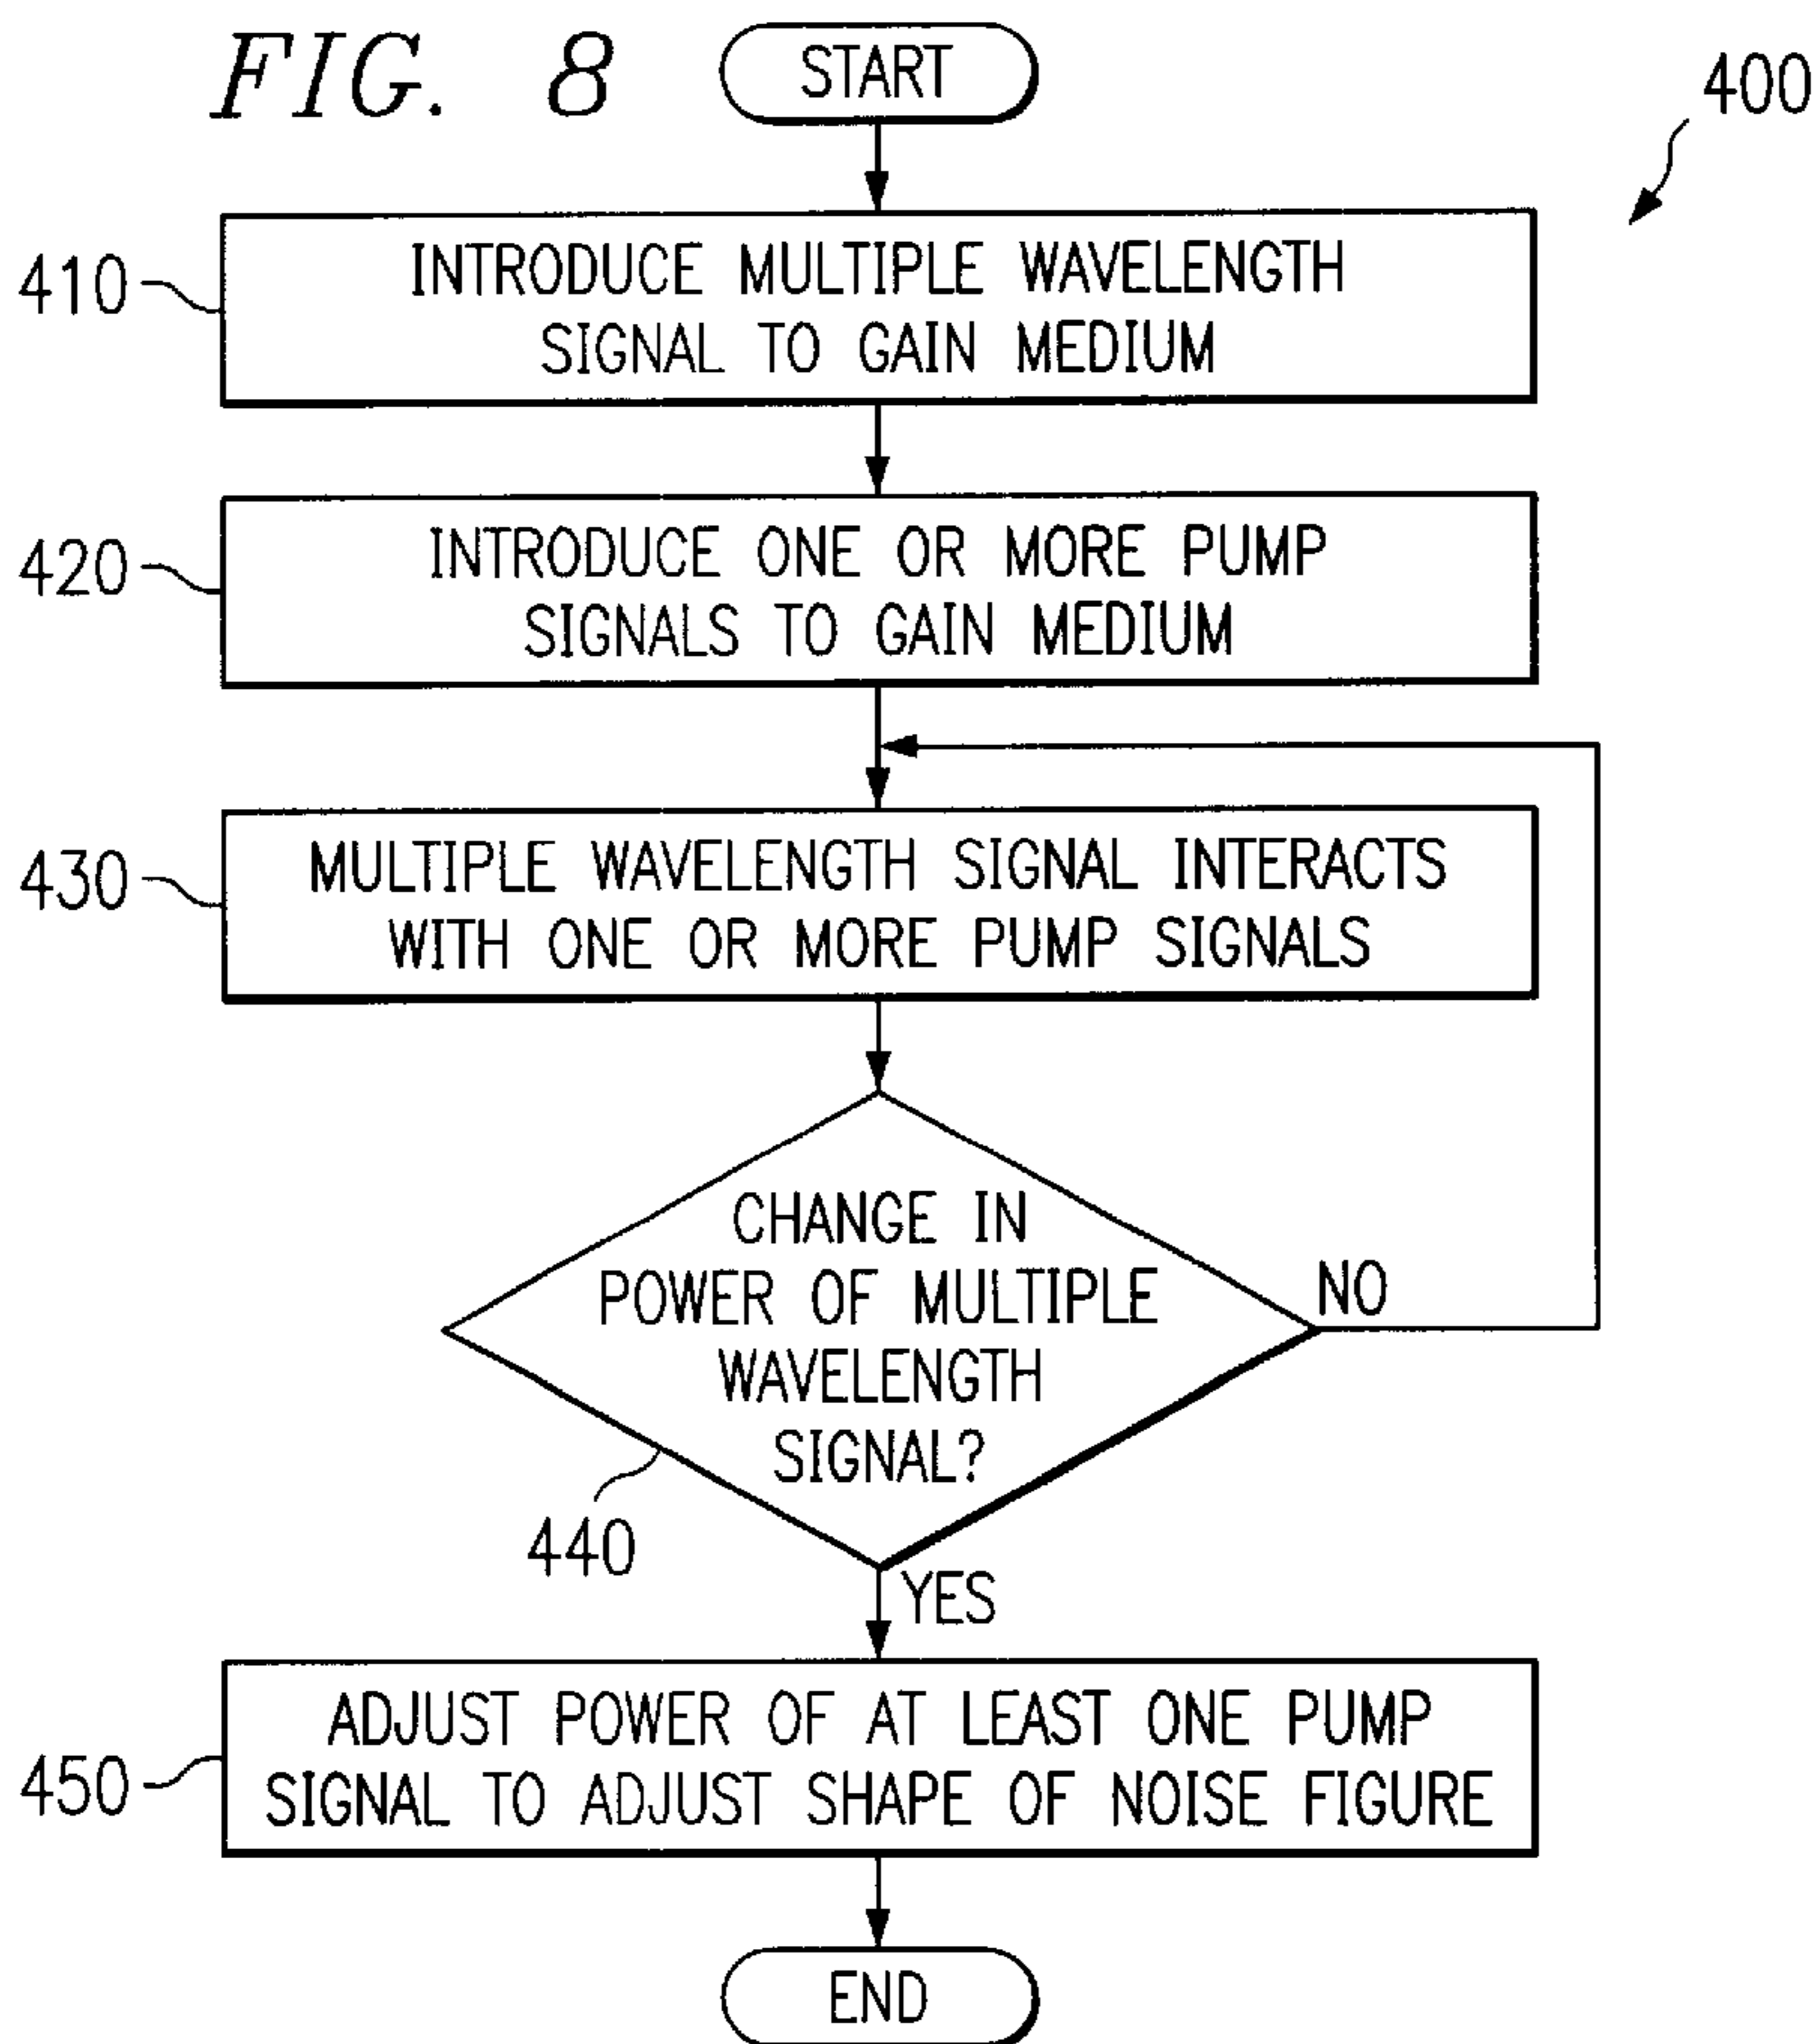 FIG. 8
START
400
410
INTRODUCE MULTIPLE WAVELENGTH
SIGNAL TO GAIN MEDIUM
420
INTRODUCE ONE OR MORE PUMP
SIGNALS TO GAIN MEDIUM
430
MULTIPLE WAVELENGTH SIGNAL INTERACTS
WITH ONE OR MORE PUMP SIGNALS
CHANGE IN
POWER OF MULTIPLE
WAVELENGTH
SIGNAL?
NO
440
YES
450
ADJUST POWER OF AT LEAST ONE PUMP
SIGNAL TO ADJUST SHAPE OF NOISE FIGURE
END